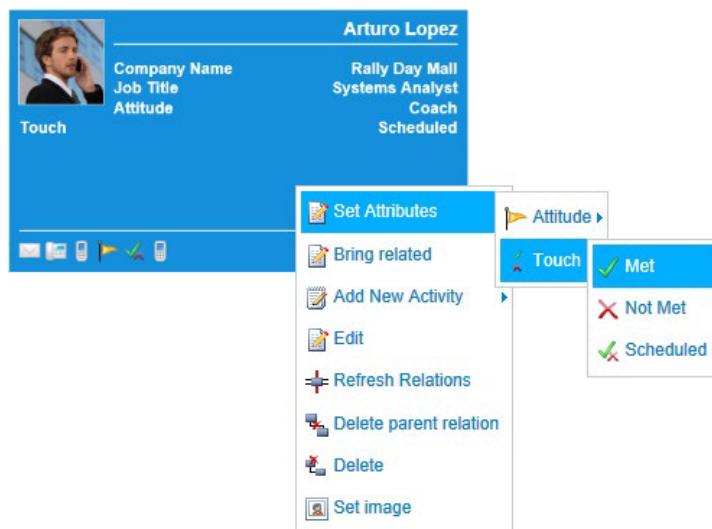 Arturo Lopez
Company Name Rally Day Mall
Job Title Systems Analyst
Attitude Coach
Touch Scheduled
Set Attributes
Bring related
Add New Activity
Edit
Refresh Relations
Delete parent relation
Delete
Set image
Attitude
Touch
Met
Not Met
Scheduled